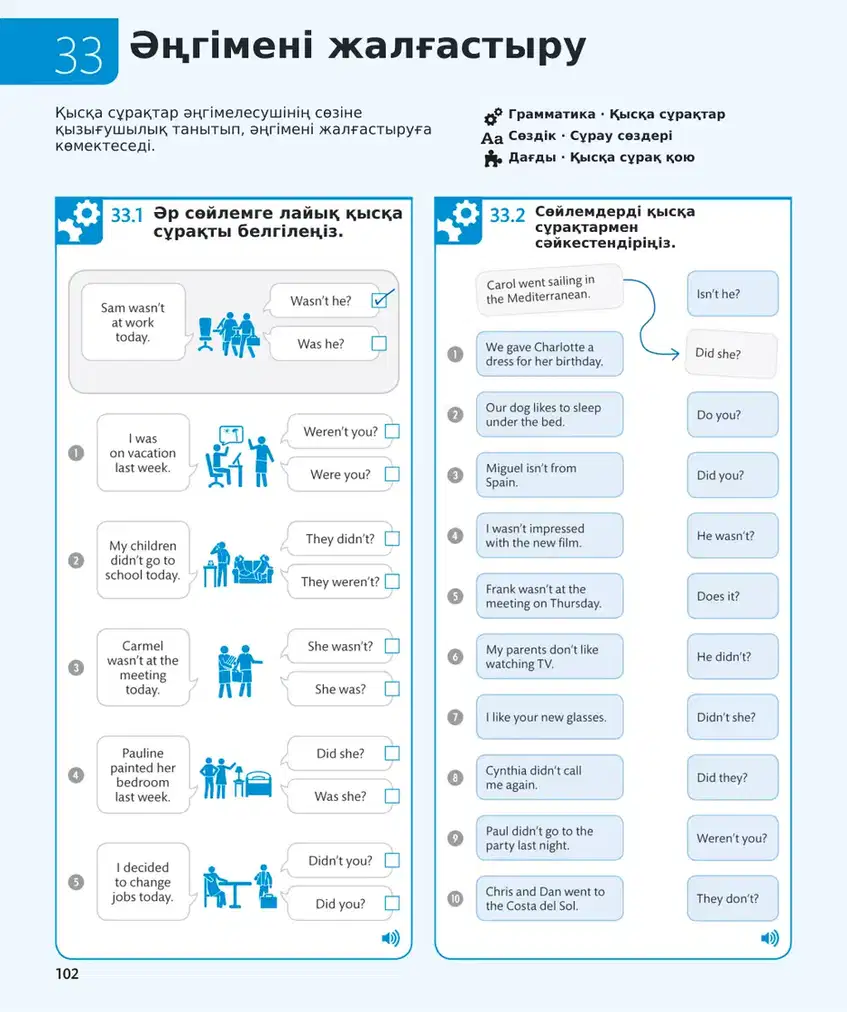 33
Әңгімені жалғастыру
Қысқа сұрақтар әңгімелесушінің сөзіне
қызығушылық танытып, әңгімені жалғастыруға
көмектеседі.
Грамматика · Қысқа сұрақтар
Aa Сөздік · Сұрау сөздері
Дағды · Қысқа сұрақ қою
33.1 Әр сөйлемге лайық қысқа
сұрақты белгілеңіз.
Sam wasn't
at work
today.
Wasn't he?
Was he?
1
I was
on vacation
last week.
Weren't you?
Were you?
2
My children
didn't go to
school today.
They didn't?
They weren't?
3
Carmel
wasn't at the
meeting
today.
She wasn't?
She was?
4
Pauline
painted her
bedroom
last week.
Did she?
Was she?
5
I decided
to change
jobs today.
Didn't you?
Did you?
33.2 Сөйлемдерді қысқа
сұрақтармен
сәйкестендіріңіз.
Carol went sailing in
the Mediterranean.
Isn't he?
1
We gave Charlotte a
dress for her birthday.
Did she?
2
Our dog likes to sleep
under the bed.
Do you?
3
Miguel isn't from
Spain.
Did you?
4
I wasn't impressed
with the new film.
He wasn't?
5
Frank wasn't at the
meeting on Thursday.
Does it?
6
My parents don't like
watching TV.
He didn't?
7
I like your new glasses.
Didn't she?
8
Cynthia didn't call
me again.
Did they?
9
Paul didn't go to the
party last night.
Weren't you?
10
Chris and Dan went to
the Costa del Sol.
They don't?
102